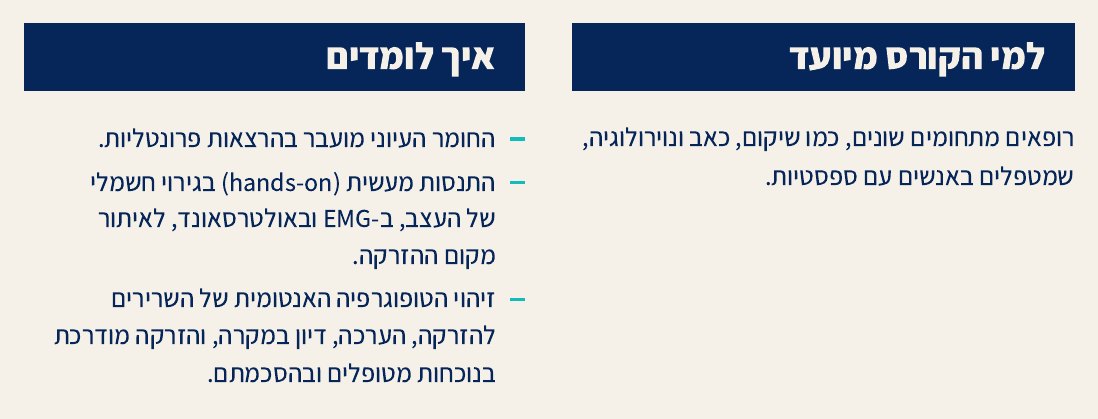 למי הקורס מיועד
רופאים מתחומים שונים, כמו שיקום, כאב ונוירולוגיה,
שמטפלים באנשים עם ספסטיות.
איך לומדים
– החומר העיוני מועבר בהרצאות פרונטליות.
– התנסות מעשית (hands-on) בגירוי חשמלי
של העצב, ב-EMG ובאולטרסאונד, לאיתור
מקום ההזרקה.
– זיהוי הטופוגרפיה האנטומית של השרירים
להזרקה, הערכה, דיון במקרה, והזרקה מודרכת
בנוכחות מטופלים ובהסכמתם.